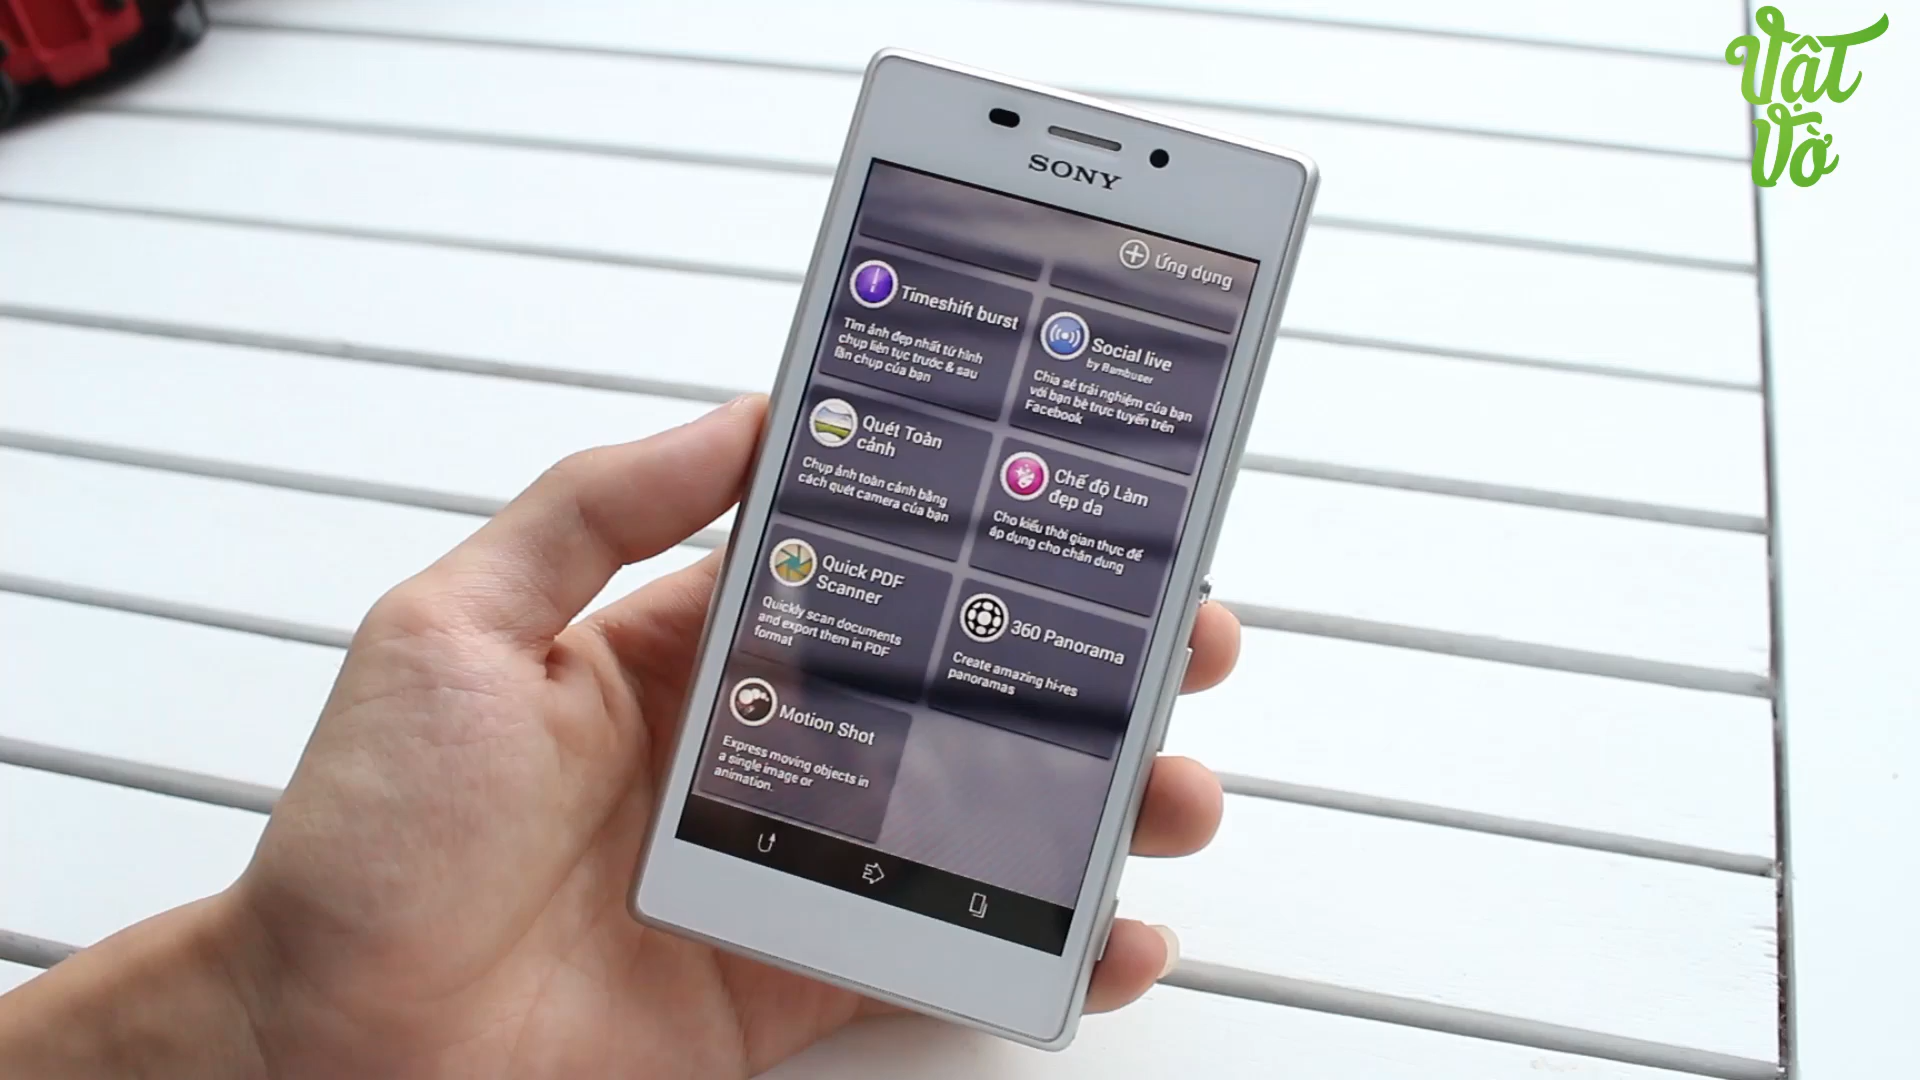 Vật
Vờ
SONY
Ứng dụng
Timeshift burst
Tìm ảnh đẹp nhất từ hình
chụp liên tục trước & sau
lần chụp của bạn
Social live
by Bambuser
Chia sẻ trải nghiệm của bạn
với bạn bè trực tuyến trên
Facebook
Quét Toàn
cảnh
Chụp ảnh toàn cảnh bằng
cách quét camera của bạn
Chế độ Làm
đẹp da
Cho kiểu thời gian thực để
áp dụng cho chân dung
Quick PDF
Scanner
Quickly scan documents
and export them in PDF
format
360 Panorama
Create amazing hi-res
panoramas
Motion Shot
Express moving objects in
a single image or
animation.